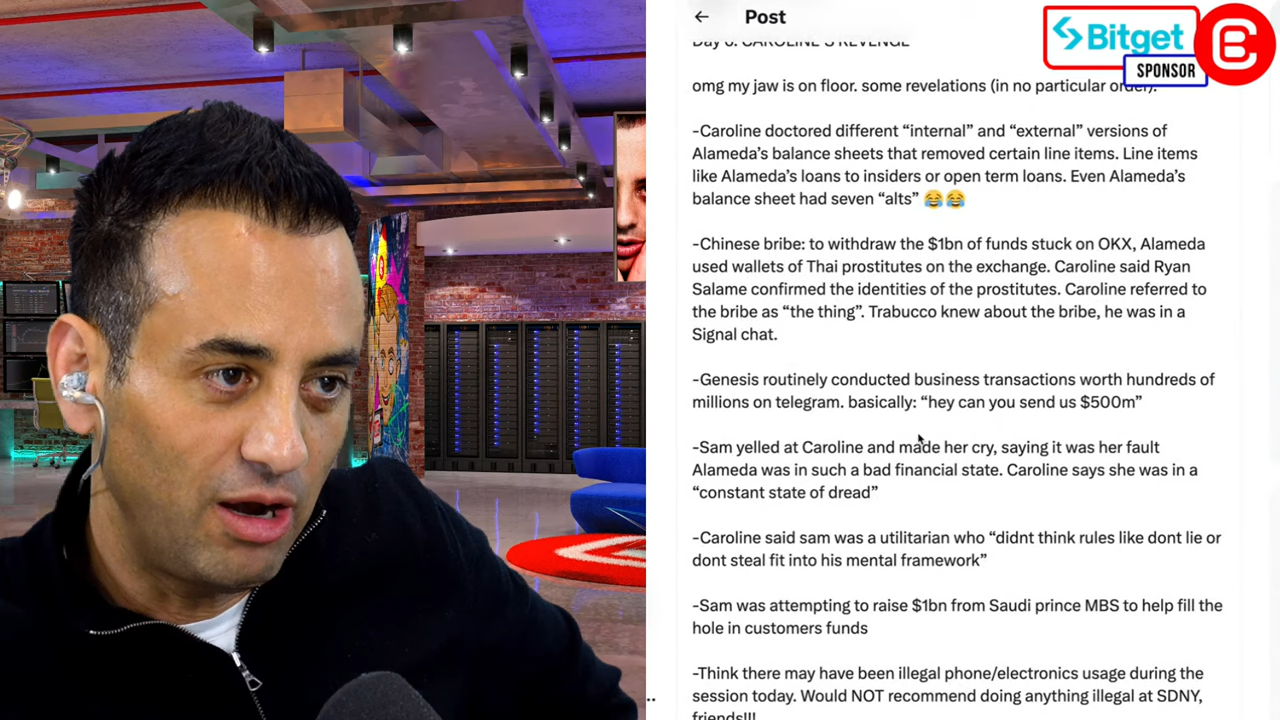 Post
Bitget
SPONSOR
Day 6: CAROLINE'S REVENGE
omg my jaw is on floor. some revelations (in no particular order):
-Caroline doctored different “internal” and “external” versions of
Alameda’s balance sheets that removed certain line items. Line items
like Alameda’s loans to insiders or open term loans. Even Alameda’s
balance sheet had seven “alts” 😂😂
-Chinese bribe: to withdraw the $1bn of funds stuck on OKX, Alameda
used wallets of Thai prostitutes on the exchange. Caroline said Ryan
Salame confirmed the identities of the prostitutes. Caroline referred to
the bribe as “the thing”. Trabucco knew about the bribe, he was in a
Signal chat.
-Genesis routinely conducted business transactions worth hundreds of
millions on telegram. basically: “hey can you send us $500m”
-Sam yelled at Caroline and made her cry, saying it was her fault
Alameda was in such a bad financial state. Caroline says she was in a
“constant state of dread”
-Caroline said sam was a utilitarian who “didnt think rules like dont lie or
dont steal fit into his mental framework”
-Sam was attempting to raise $1bn from Saudi prince MBS to help fill the
hole in customers funds
-Think there may have been illegal phone/electronics usage during the
session today. Would NOT recommend doing anything illegal at SDNY,
friends!!!